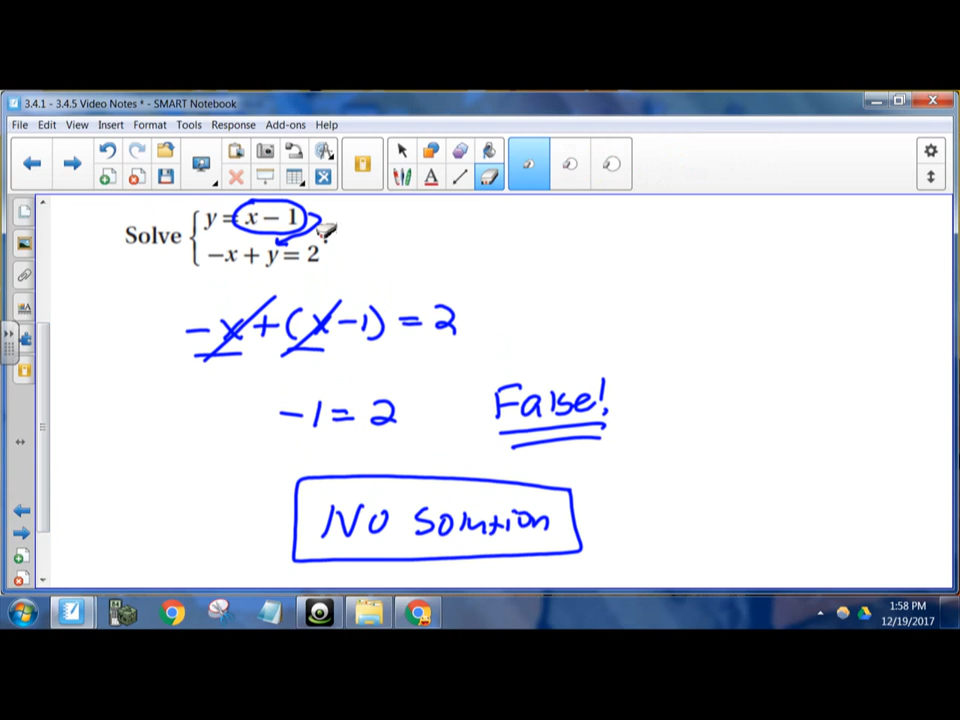 3.4.1 - 3.4.5 Video Notes * - SMART Notebook
File Edit View Insert Format Tools Response Add-ons Help
Solve { y = x − 1
−x + y = 2
-x + (x - 1) = 2
-1 = 2 False!
No solution
1:58 PM
12/19/2017